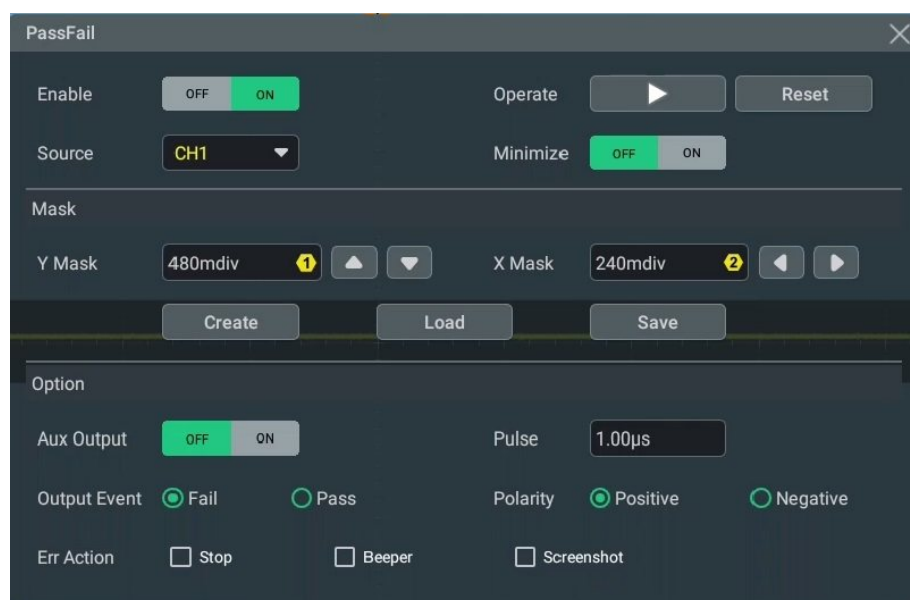 PassFail
Enable OFF ON Operate Reset
Source CH1 Minimize OFF ON
Mask
Y Mask 480mdiv 1 X Mask 240mdiv 2
Create Load Save
Option
Aux Output OFF ON Pulse 1.00µs
Output Event Fail Pass Polarity Positive Negative
Err Action Stop Beeper Screenshot